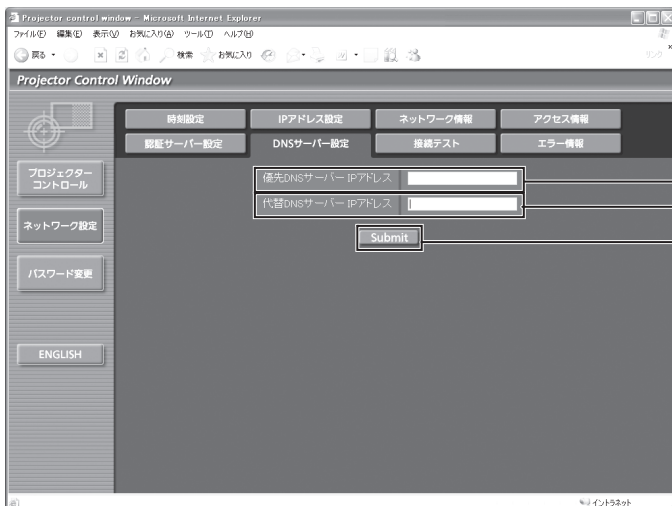 Projector control window - Microsoft Internet Explorer
ファイル(F) 編集(E) 表示(V) お気に入り(A) ツール(T) ヘルプ(H)
戻る 検索 お気に入り リンク
Projector Control Window
時刻設定 IPアドレス設定 ネットワーク情報 アクセス情報
認証サーバー設定 DNSサーバー設定 接続テスト エラー情報
プロジェクター
コントロール
優先DNSサーバー IPアドレス
代替DNSサーバー IPアドレス
ネットワーク設定
Submit
パスワード変更
ENGLISH
イントラネット